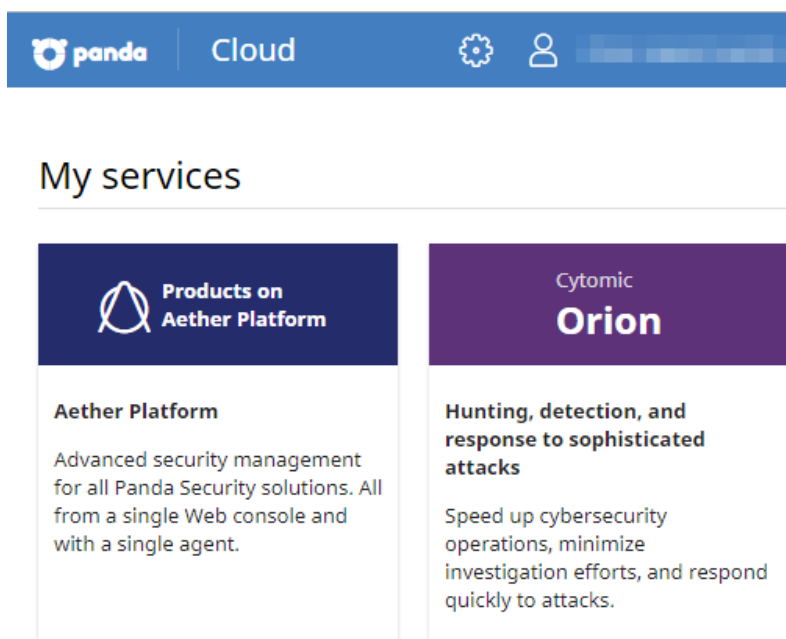 panda Cloud
My services
Products on
Aether Platform
Aether Platform
Advanced security management
for all Panda Security solutions. All
from a single Web console and
with a single agent.
Cytomic
Orion
Hunting, detection, and
response to sophisticated
attacks
Speed up cybersecurity
operations, minimize
investigation efforts, and respond
quickly to attacks.